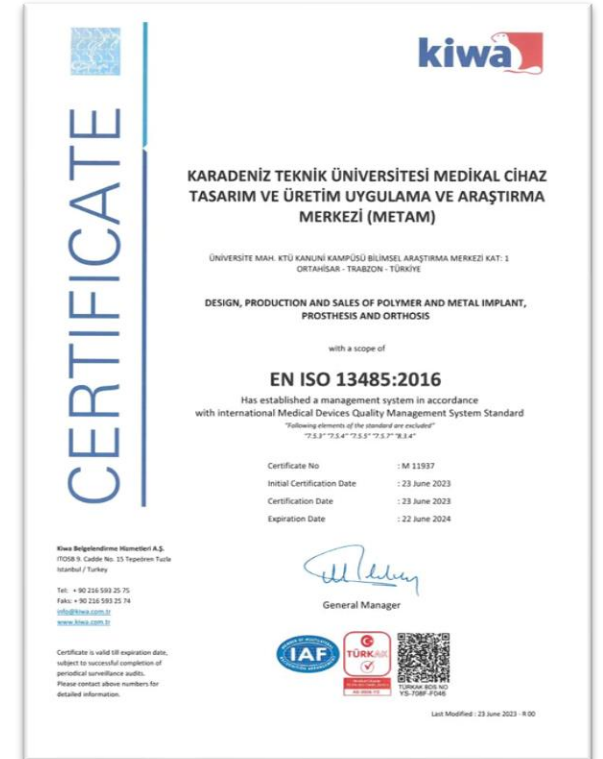 kiwa
CERTIFICATE
KARADENİZ TEKNİK ÜNİVERSİTESİ MEDİKAL CİHAZ
TASARIM VE ÜRETİM UYGULAMA VE ARAŞTIRMA
MERKEZİ (METAM)
ÜNİVERSİTE MAH. KTÜ KANUNİ KAMPÜSÜ BİLİMSEL ARAŞTIRMA MERKEZİ KAT: 1
ORTAHİSAR - TRABZON - TÜRKİYE
DESIGN, PRODUCTION AND SALES OF POLYMER AND METAL IMPLANT,
PROSTHESIS AND ORTHOSIS
with a scope of
EN ISO 13485:2016
Has established a management system in accordance
with international Medical Devices Quality Management System Standard
"Following elements of the standard are excluded"
"7.5.3" "7.5.4" "7.5.5" "7.5.7" "8.3.4"
Certificate No : M 11937
Initial Certification Date : 23 June 2023
Certification Date : 23 June 2023
Expiration Date : 22 June 2024
Kiwa Belgelendirme Hizmetleri A.Ş.
ITOSB 9. Cadde No. 15 Tepeören Tuzla
Istanbul / Turkey
Tel: + 90 216 593 25 75
Faks: + 90 216 593 25 74
info@kiwa.com.tr
www.kiwa.com.tr
General Manager
Certificate is valid till expiration date,
subject to successful completion of
periodical surveillance audits.
Please contact above numbers for
detailed information.
IAF
TÜRKAK
TÜRKAK BDS NO
YS-708F-F046
Last Modified : 23 June 2023 - R:00